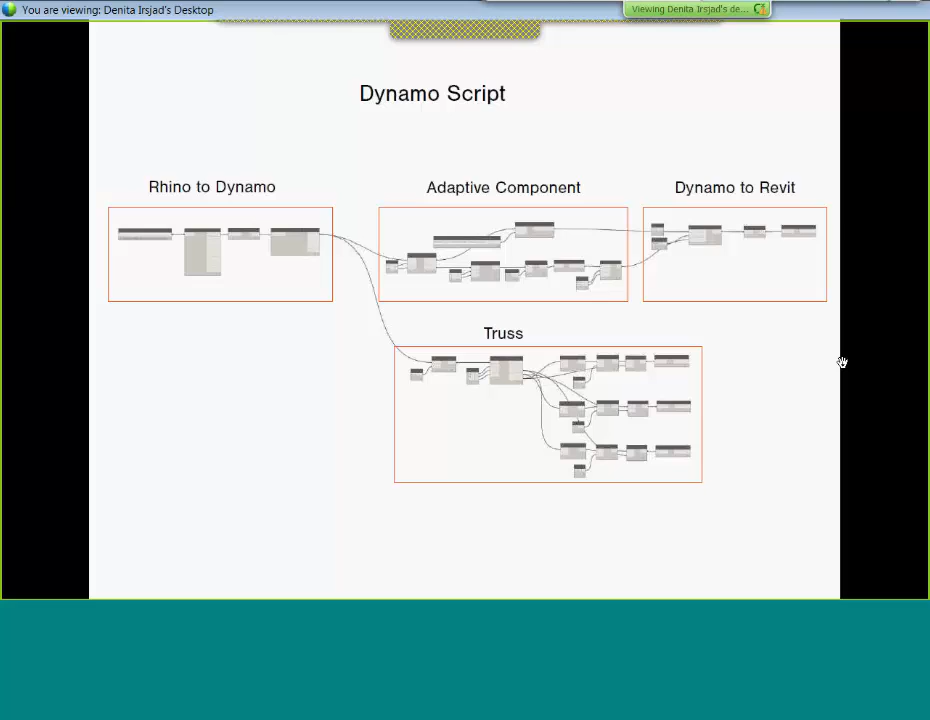 You are viewing: Denita Irsjad's Desktop
Viewing Denita Irsjad's de...
Dynamo Script
Rhino to Dynamo
Adaptive Component
Dynamo to Revit
Truss